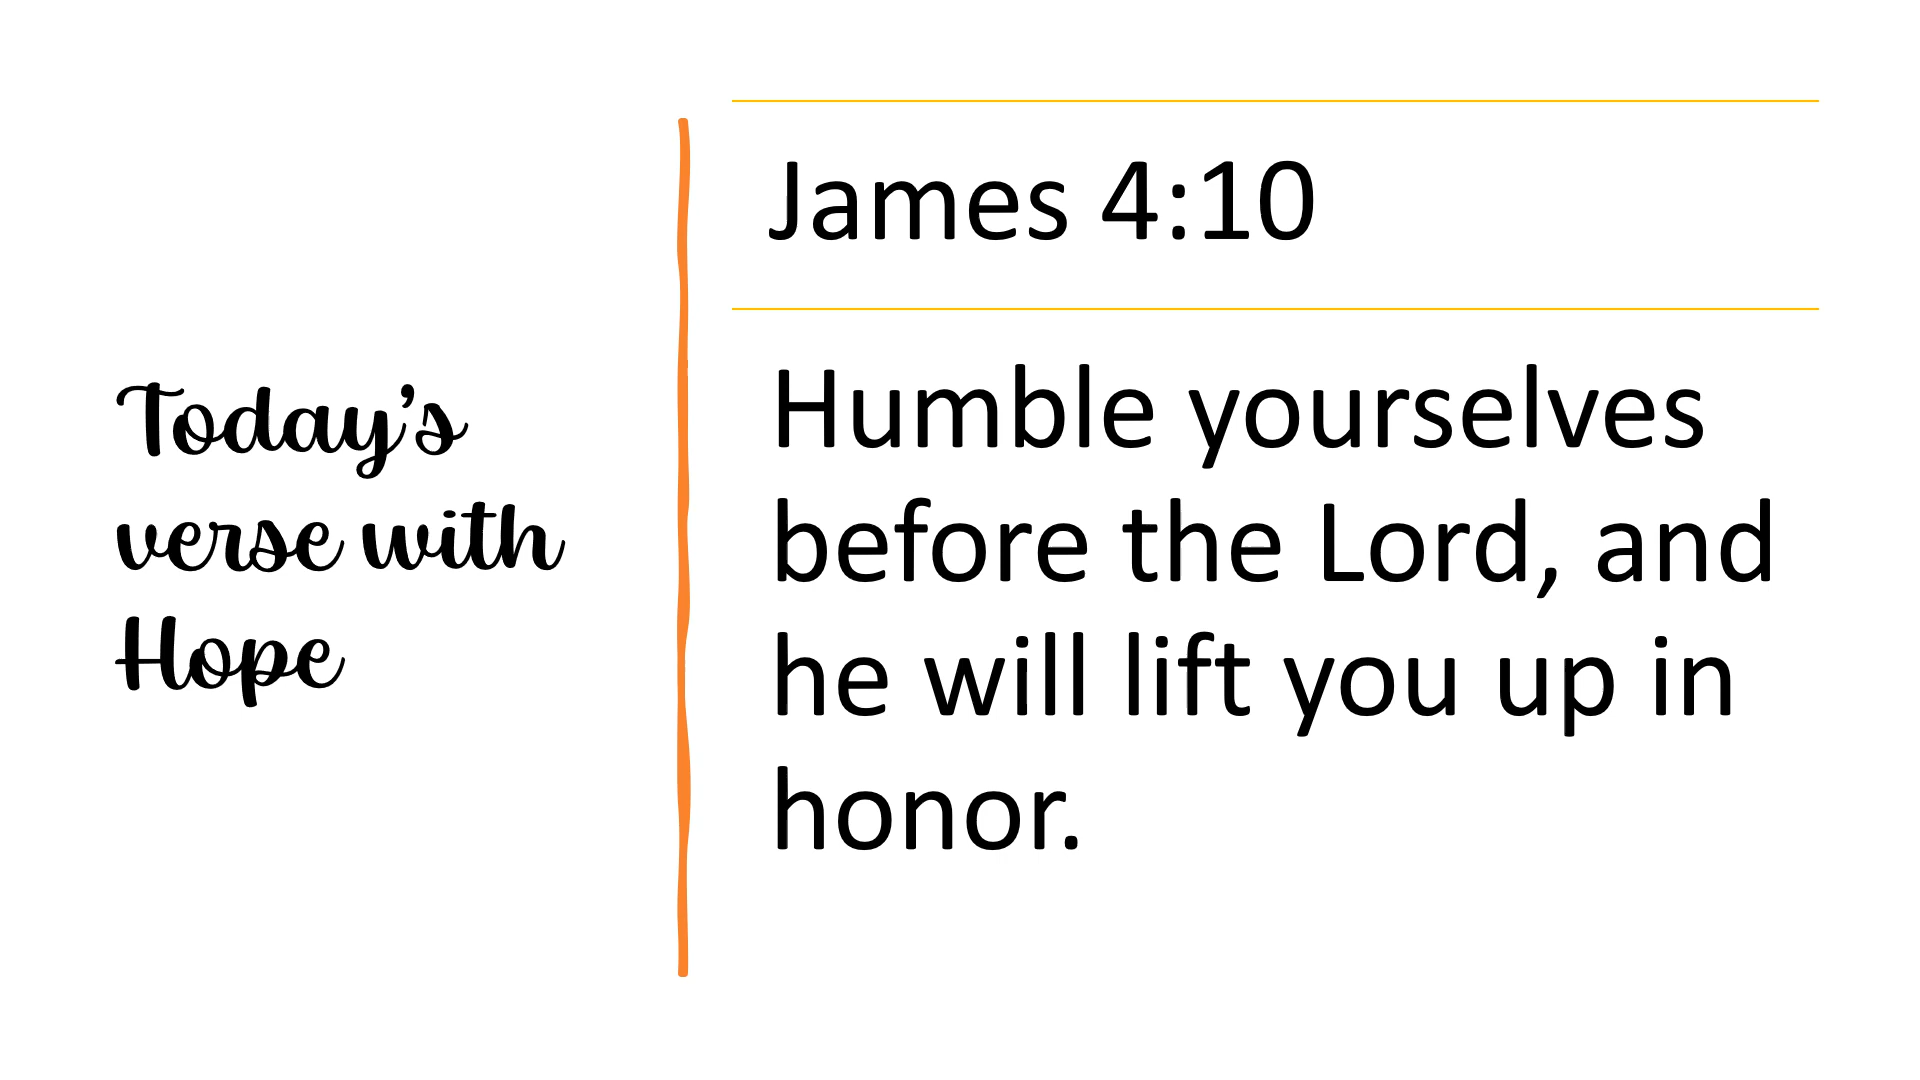 Today’s
verse with
Hope
James 4:10
Humble yourselves
before the Lord, and
he will lift you up in
honor.